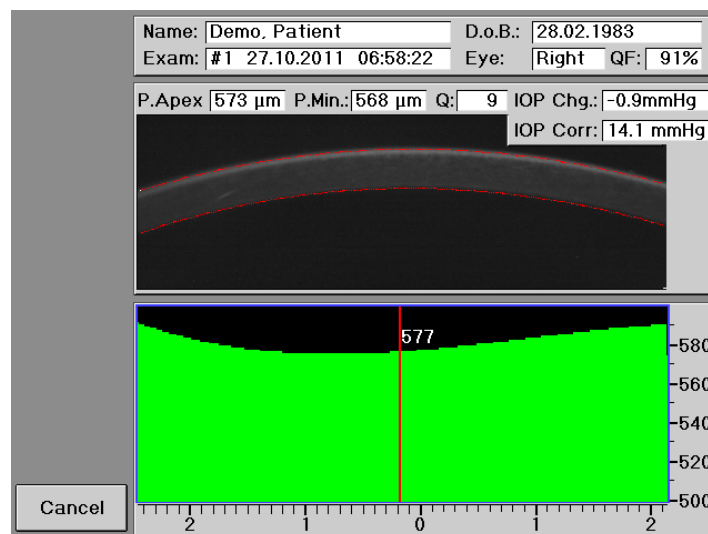 Name: Demo, Patient D.o.B.: 28.02.1983
Exam: #1 27.10.2011 06:58:22 Eye: Right QF: 91%
P.Apex 573 µm P.Min.: 568 µm Q: 9 IOP Chg.: -0.9mmHg
IOP Corr: 14.1 mmHg
577
580
560
540
520
500
Cancel
2 1 0 1 2